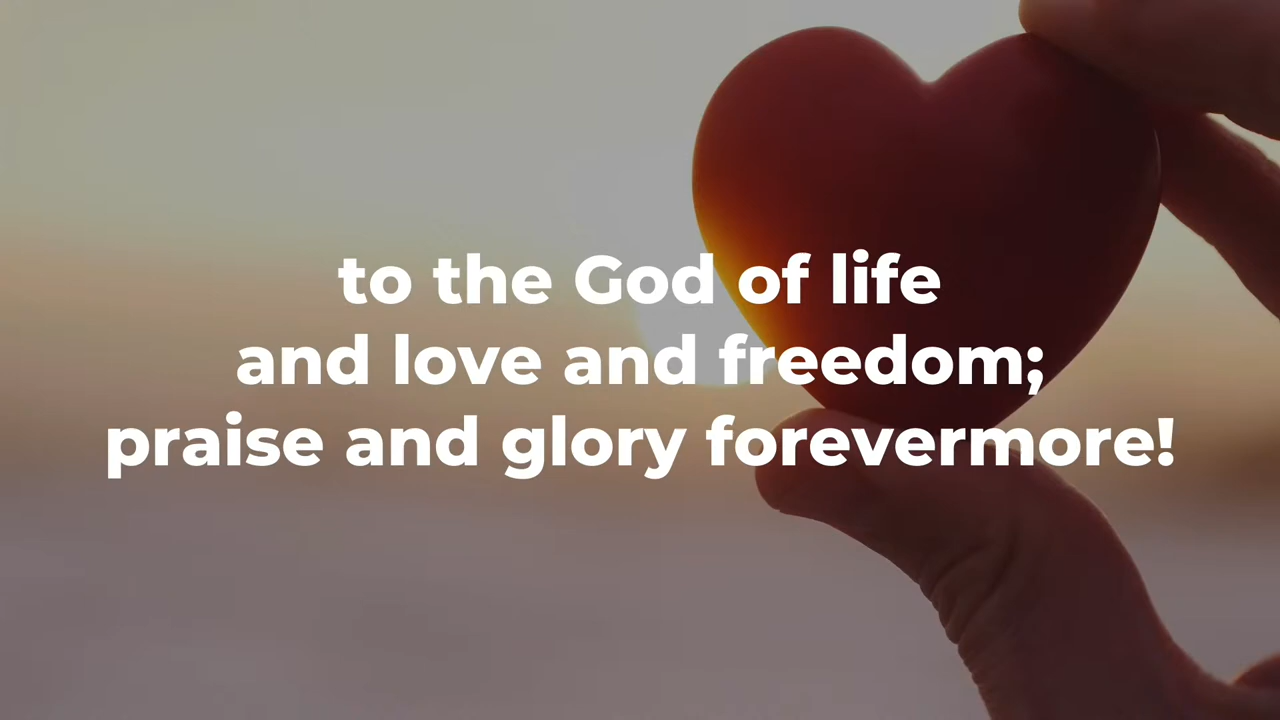 to the God of life
and love and freedom;
praise and glory forevermore!